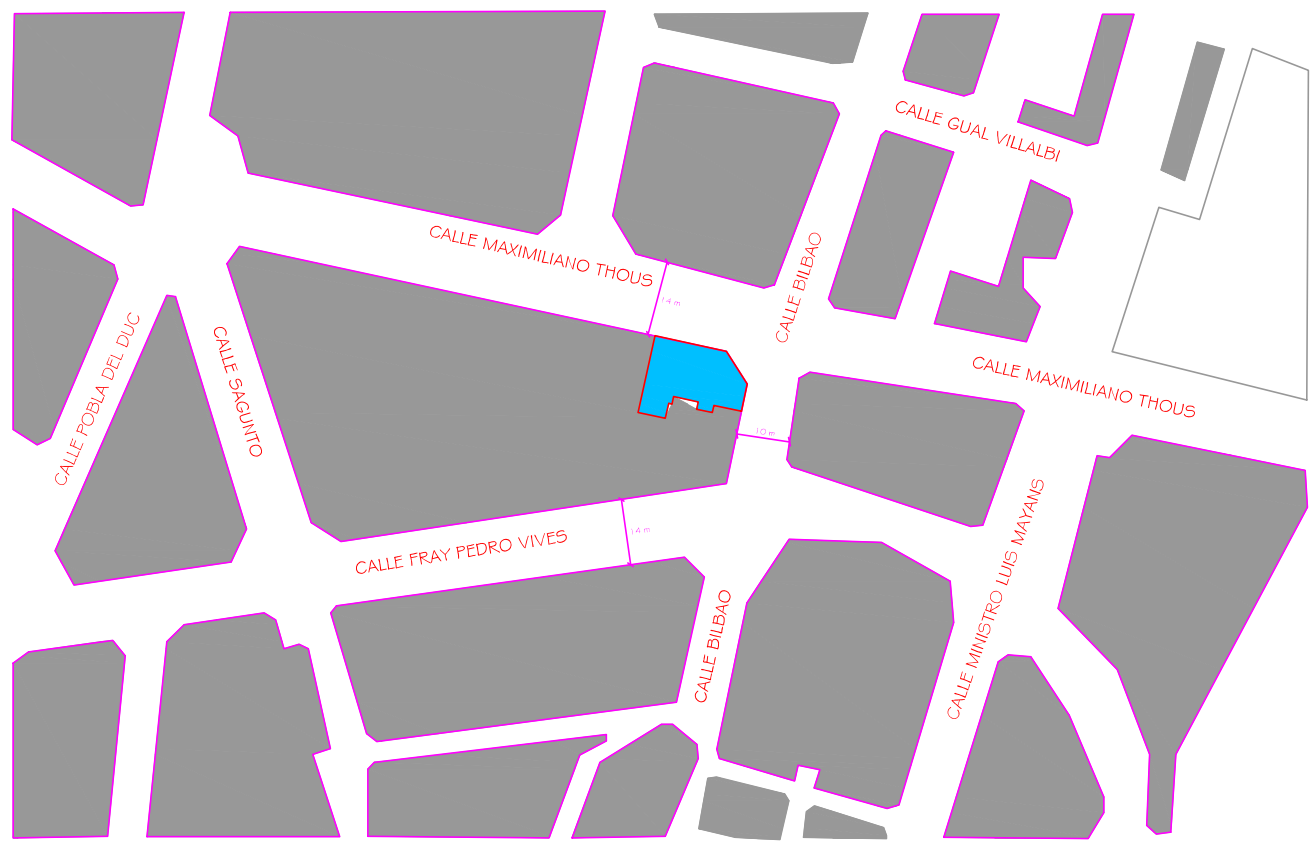 CALLE GUAL VILLALBI
CALLE MAXIMILIANO THOUS
CALLE BILBAO
14 m
CALLE POBLA DEL DUC
CALLE SAGUNTO
CALLE MAXIMILIANO THOUS
10 m
CALLE FRAY PEDRO VIVES
14 m
CALLE MINISTRO LUIS MAYANS
CALLE BILBAO